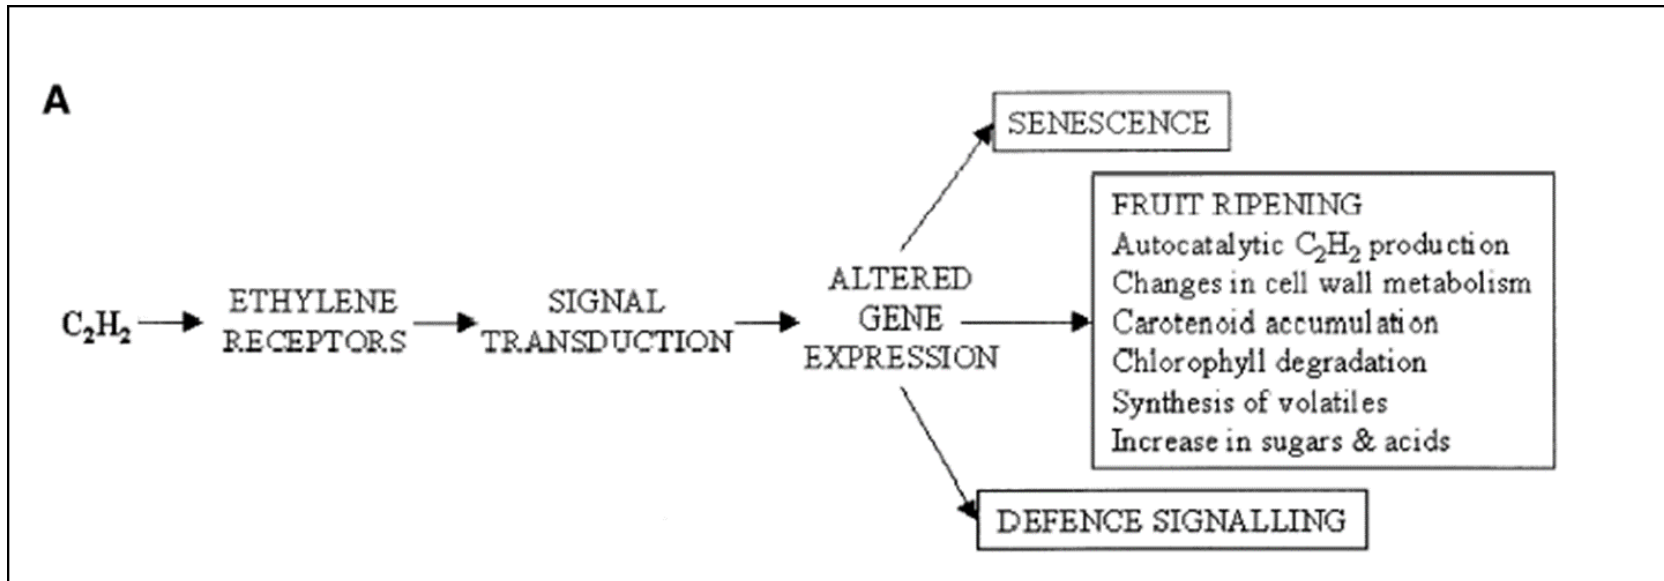 A
SENESCENCE
FRUIT RIPENING
Autocatalytic C₂H₂ production
Changes in cell wall metabolism
Carotenoid accumulation
Chlorophyll degradation
Synthesis of volatiles
Increase in sugars & acids
C₂H₂
ETHYLENE
RECEPTORS
SIGNAL
TRANSDUCTION
ALTERED
GENE
EXPRESSION
DEFENCE SIGNALLING